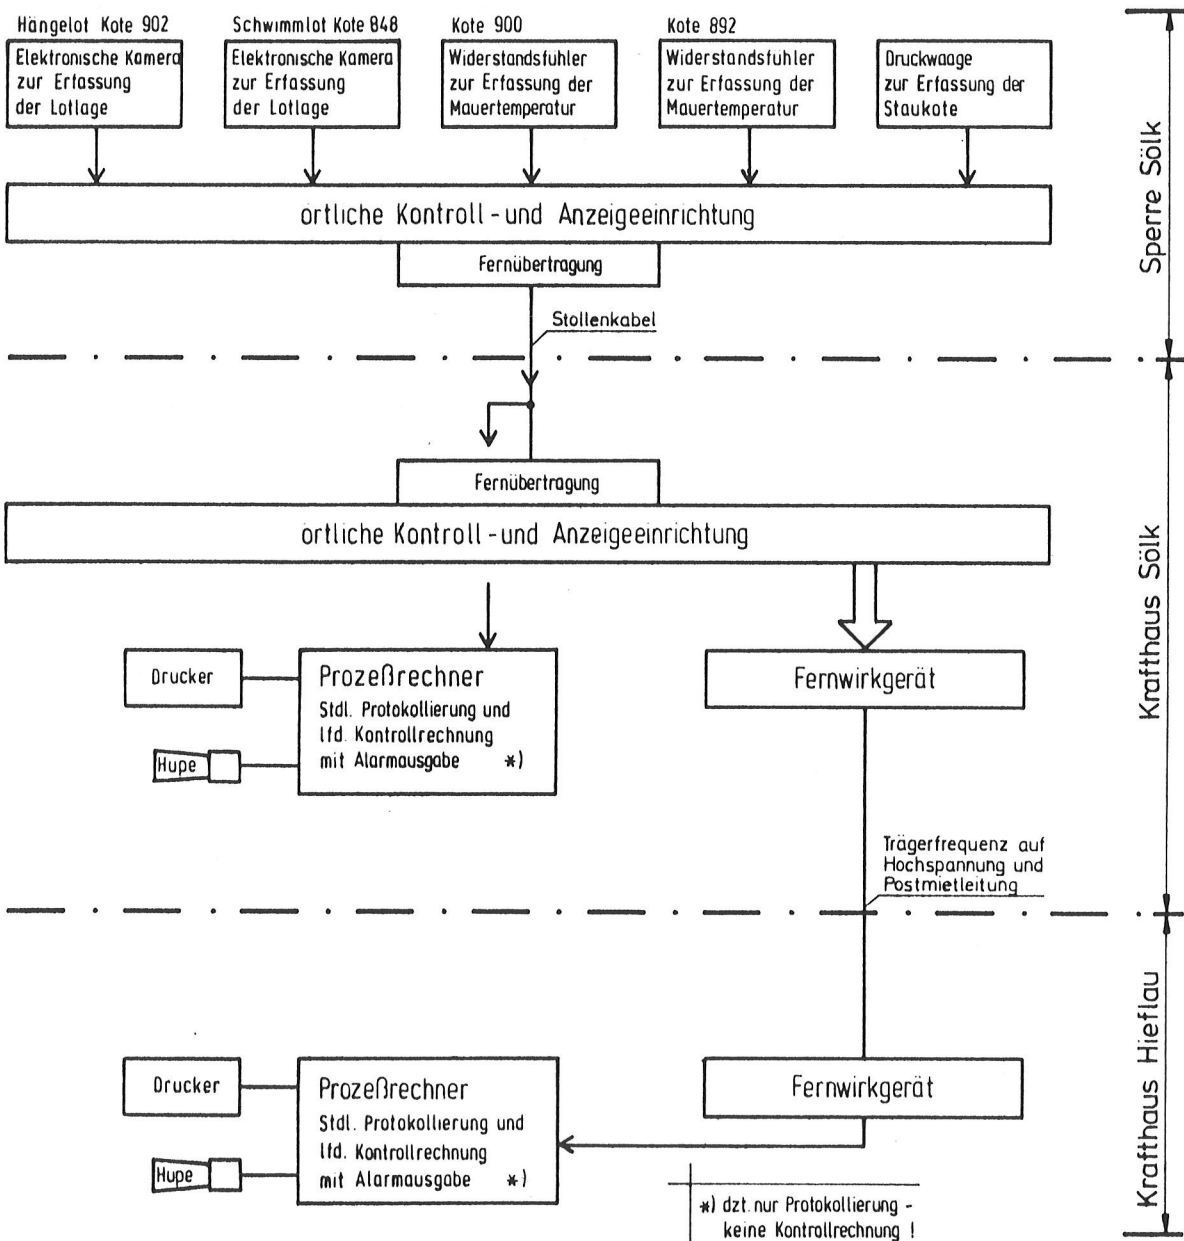 Hängelot Kote 902
Elektronische Kamera
zur Erfassung
der Lotlage
Schwimmlot Kote 848
Elektronische Kamera
zur Erfassung
der Lotlage
Kote 900
Widerstandsfühler
zur Erfassung der
Mauertemperatur
Kote 892
Widerstandsfühler
zur Erfassung der
Mauertemperatur
Druckwaage
zur Erfassung der
Staukote
örtliche Kontroll - und Anzeigeeinrichtung
Fernübertragung
Stollenkabel
Sperre Sölk
Fernübertragung
örtliche Kontroll - und Anzeigeeinrichtung
Drucker
Hupe
Prozeßrechner
Stdl. Protokollierung und
lfd. Kontrollrechnung
mit Alarmausgabe *)
Fernwirkgerät
Trägerfrequenz auf
Hochspannung und
Postmietleitung
Krafthaus Sölk
Drucker
Hupe
Prozeßrechner
Stdl. Protokollierung und
lfd. Kontrollrechnung
mit Alarmausgabe *)
Fernwirkgerät
*) dzt. nur Protokollierung -
keine Kontrollrechnung !
Krafthaus Hieflau